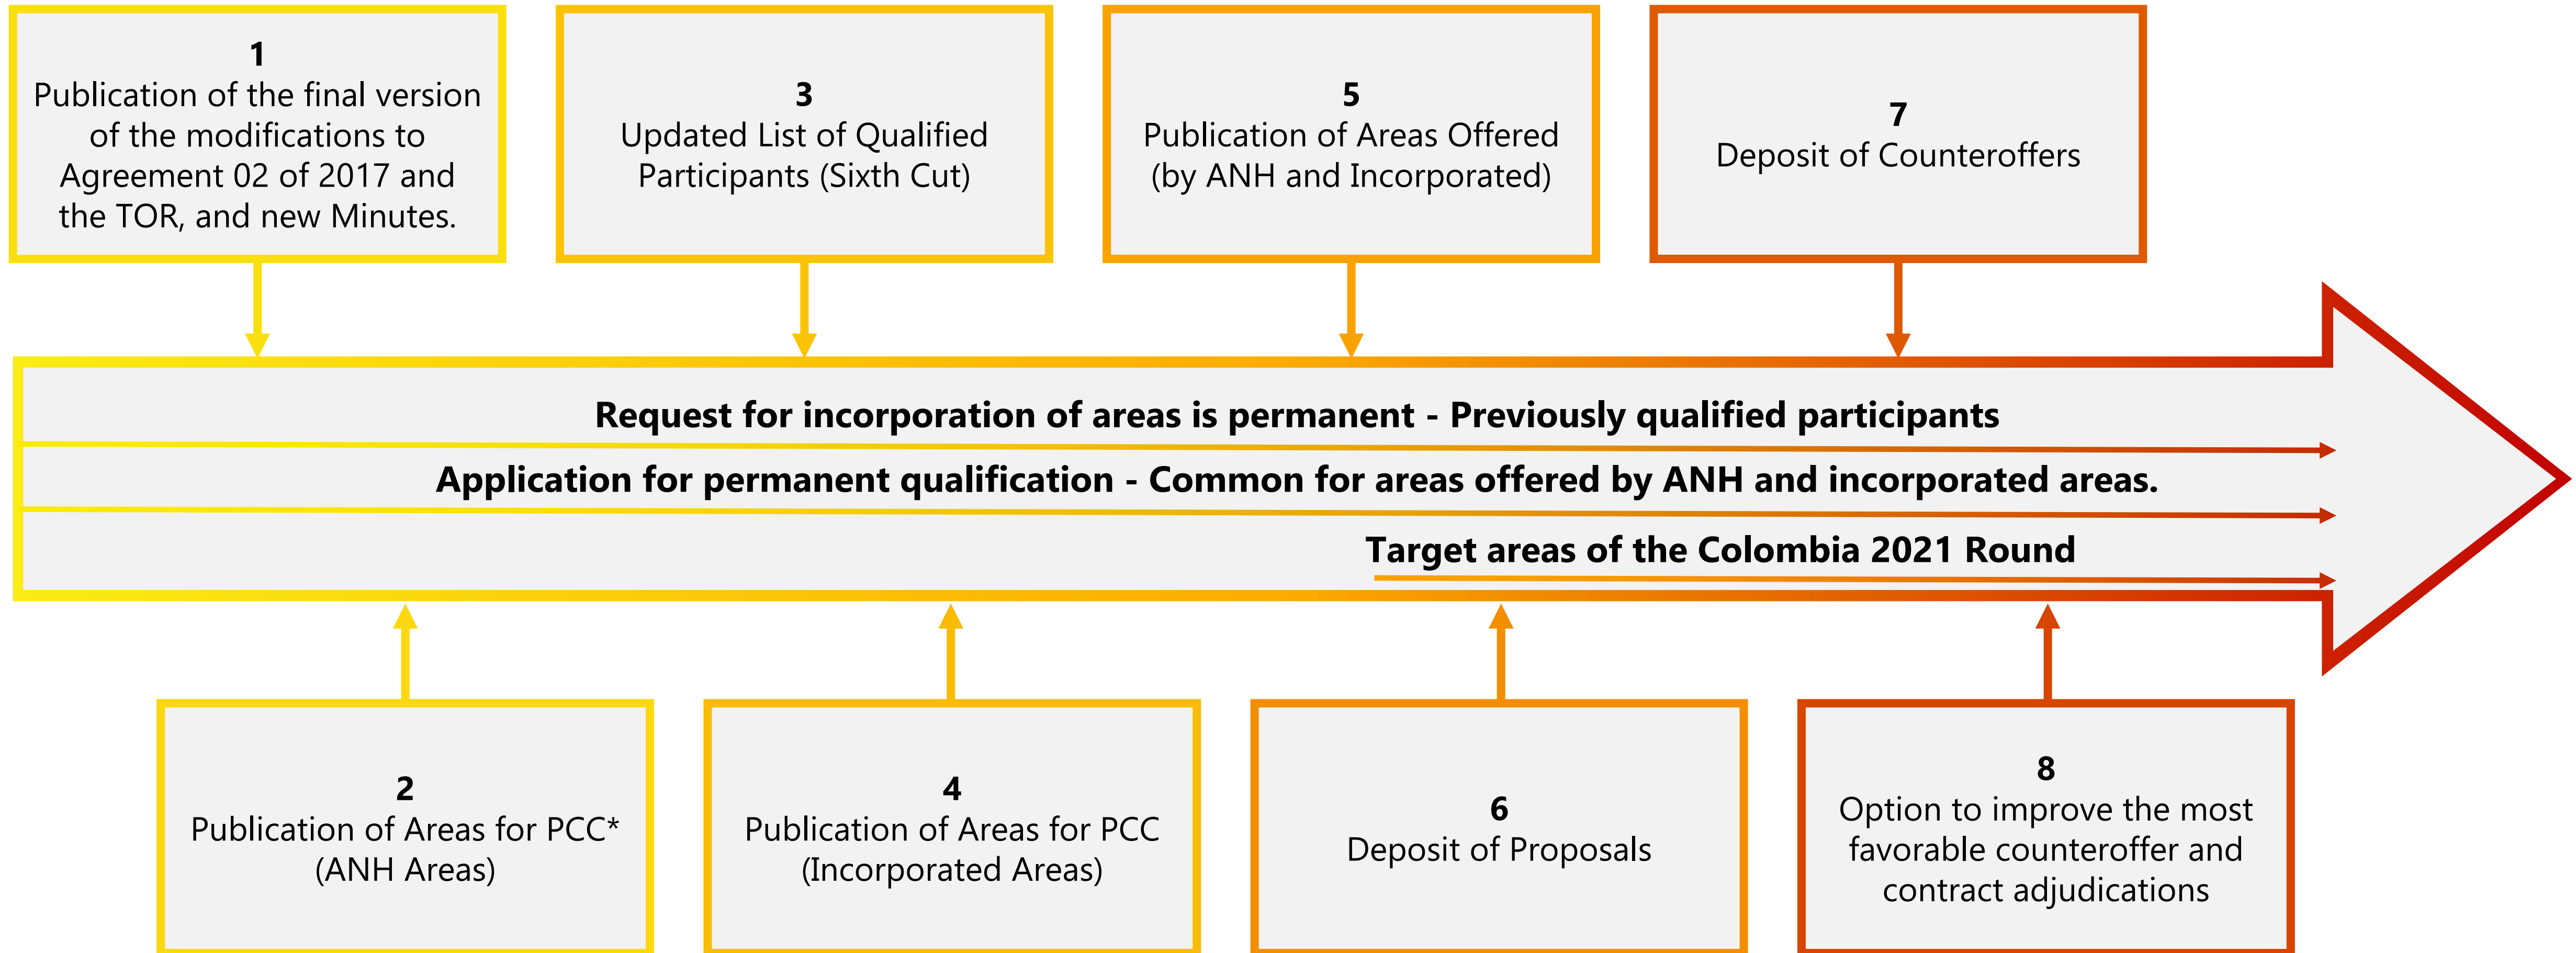 1
Publication of the final version
of the modifications to
Agreement 02 of 2017 and
the TOR, and new Minutes.
3
Updated List of Qualified
Participants (Sixth Cut)
5
Publication of Areas Offered
(by ANH and Incorporated)
7
Deposit of Counteroffers
Request for incorporation of areas is permanent - Previously qualified participants
Application for permanent qualification - Common for areas offered by ANH and incorporated areas.
Target areas of the Colombia 2021 Round
2
Publication of Areas for PCC*
(ANH Areas)
4
Publication of Areas for PCC
(Incorporated Areas)
6
Deposit of Proposals
8
Option to improve the most
favorable counteroffer and
contract adjudications